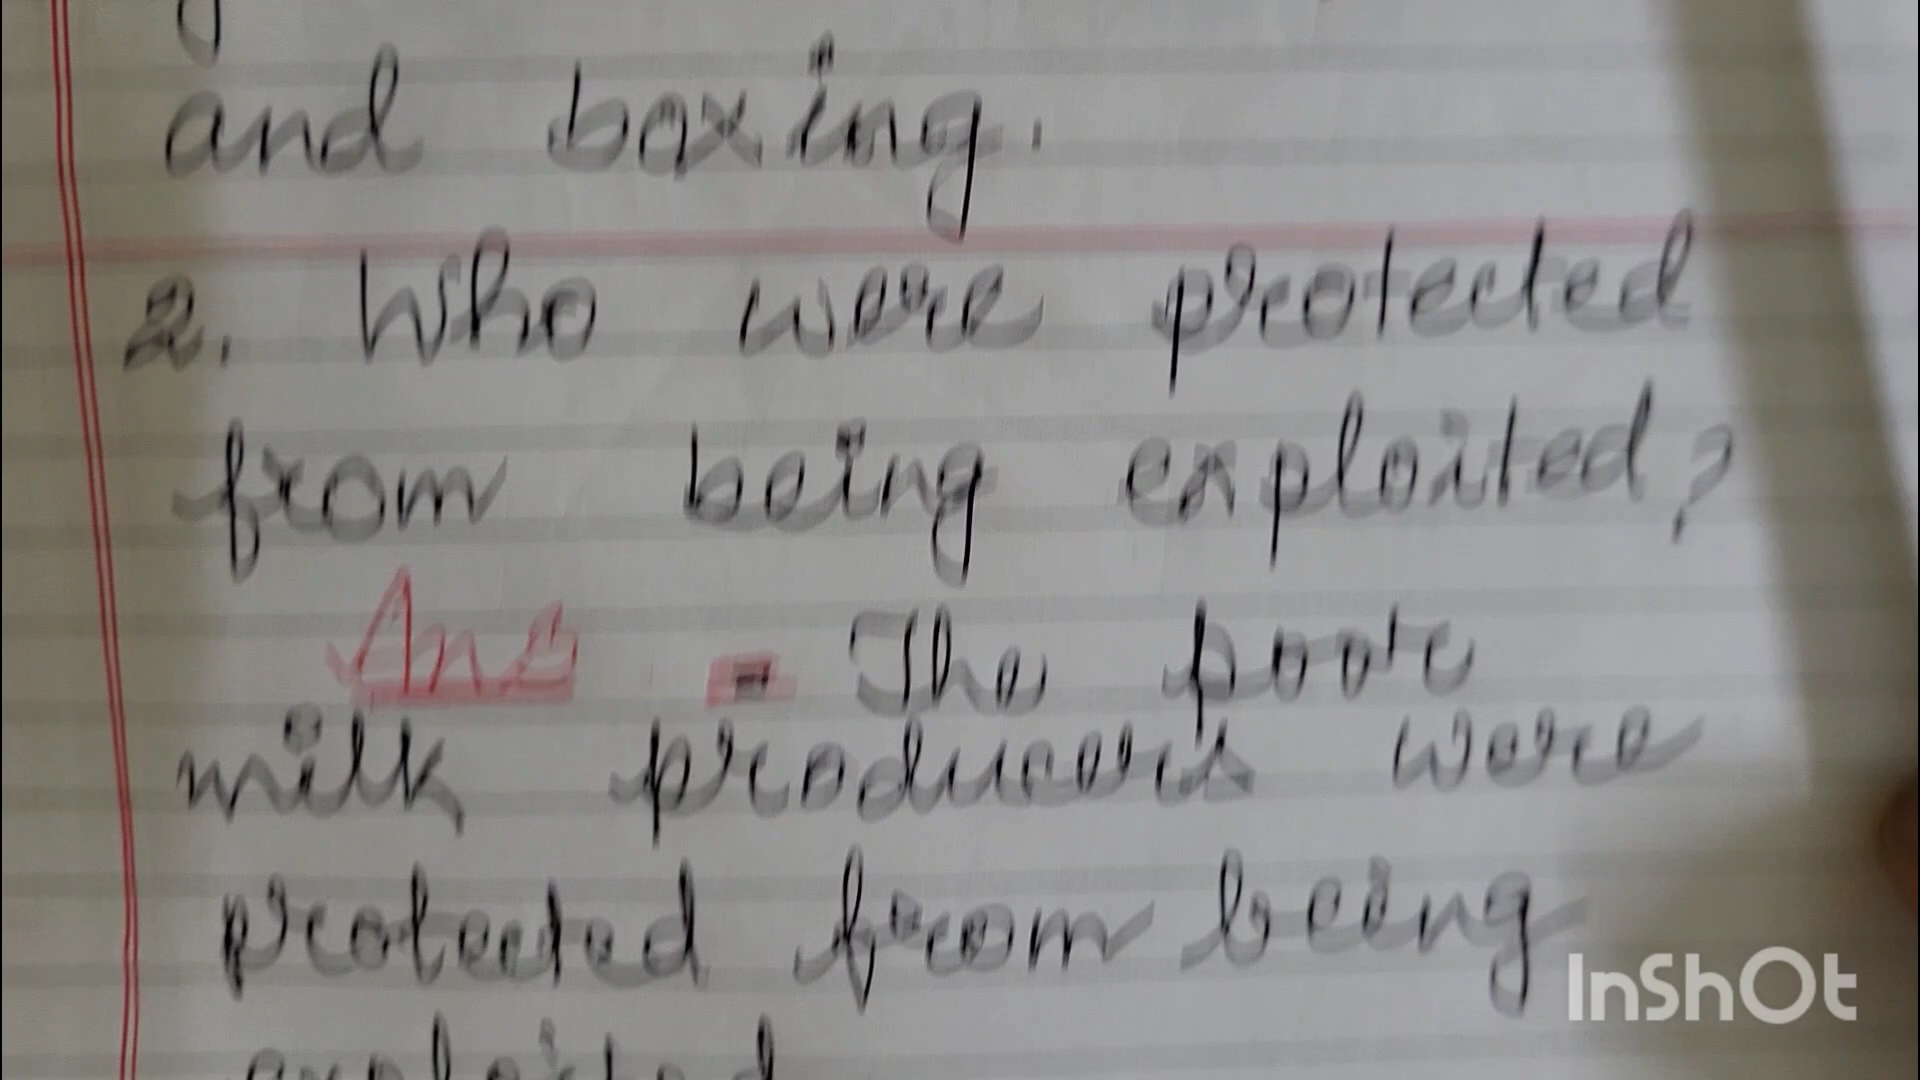 and boxing.
2. Who were protected
from being exploited?
Ans = The poor
milk producers were
protected from being
exploited
InShOt